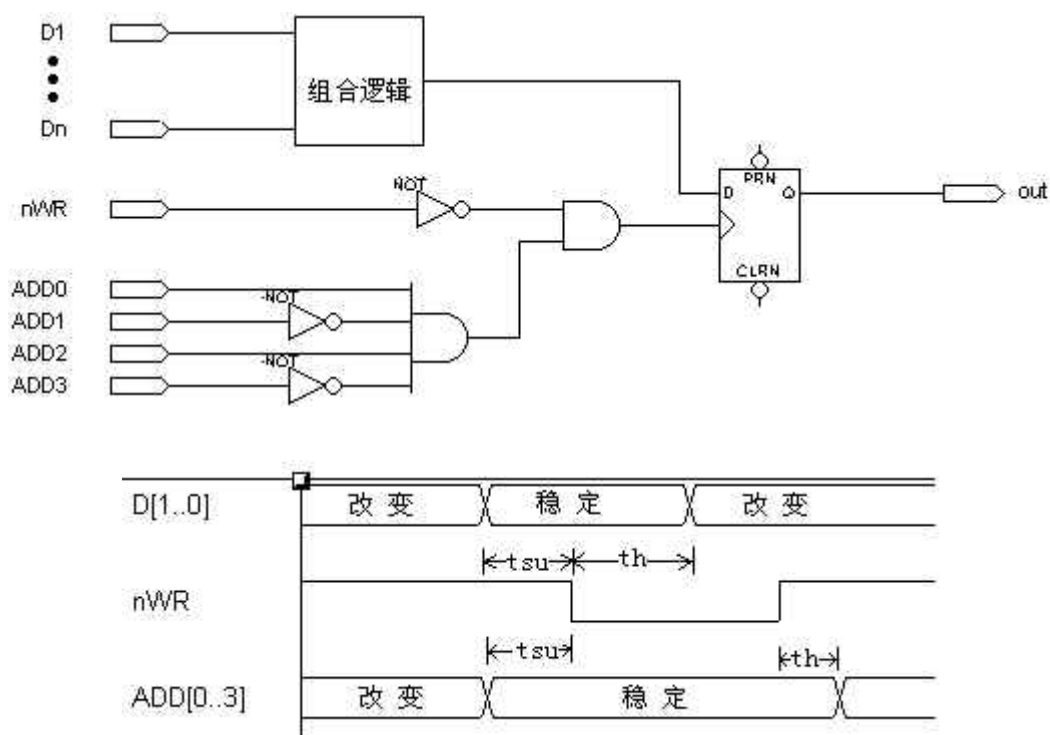 D1
组合逻辑
Dn
nWR
NOT
PRN
D Q
out
CLRN
ADD0
NOT
ADD1
ADD2
NOT
ADD3
D[1..0]
改变
稳定
改变
tsu
th
nWR
tsu
th
ADD[0..3]
改变
稳定